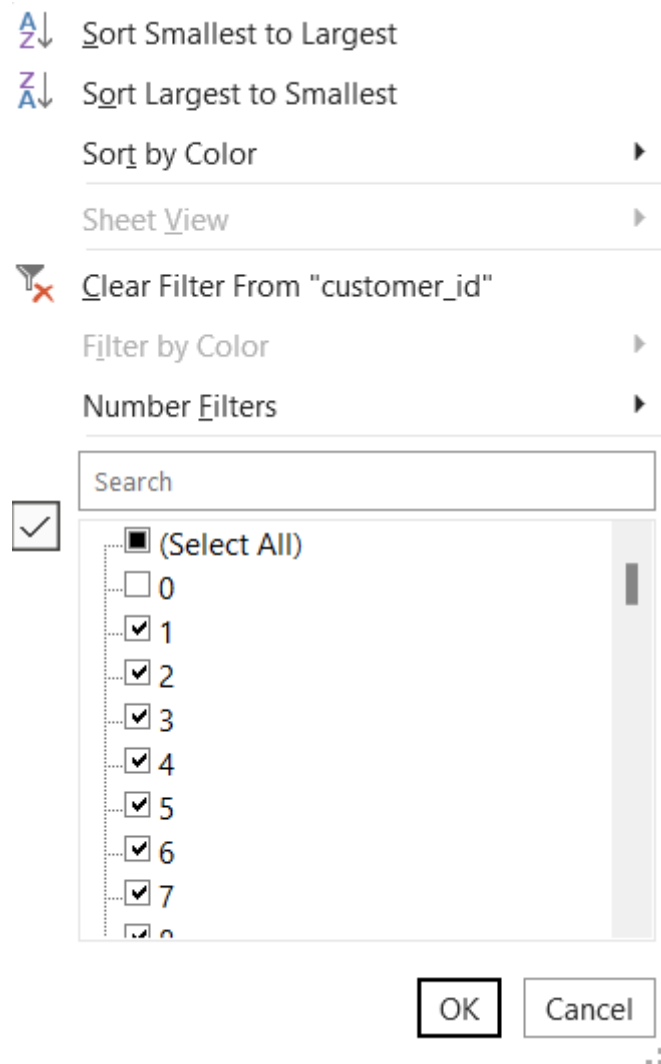 Sort Smallest to Largest
Sort Largest to Smallest
Sort by Color
Sheet View
Clear Filter From "customer_id"
Filter by Color
Number Filters
Search
(Select All)
0
1
2
3
4
5
6
7
OK Cancel